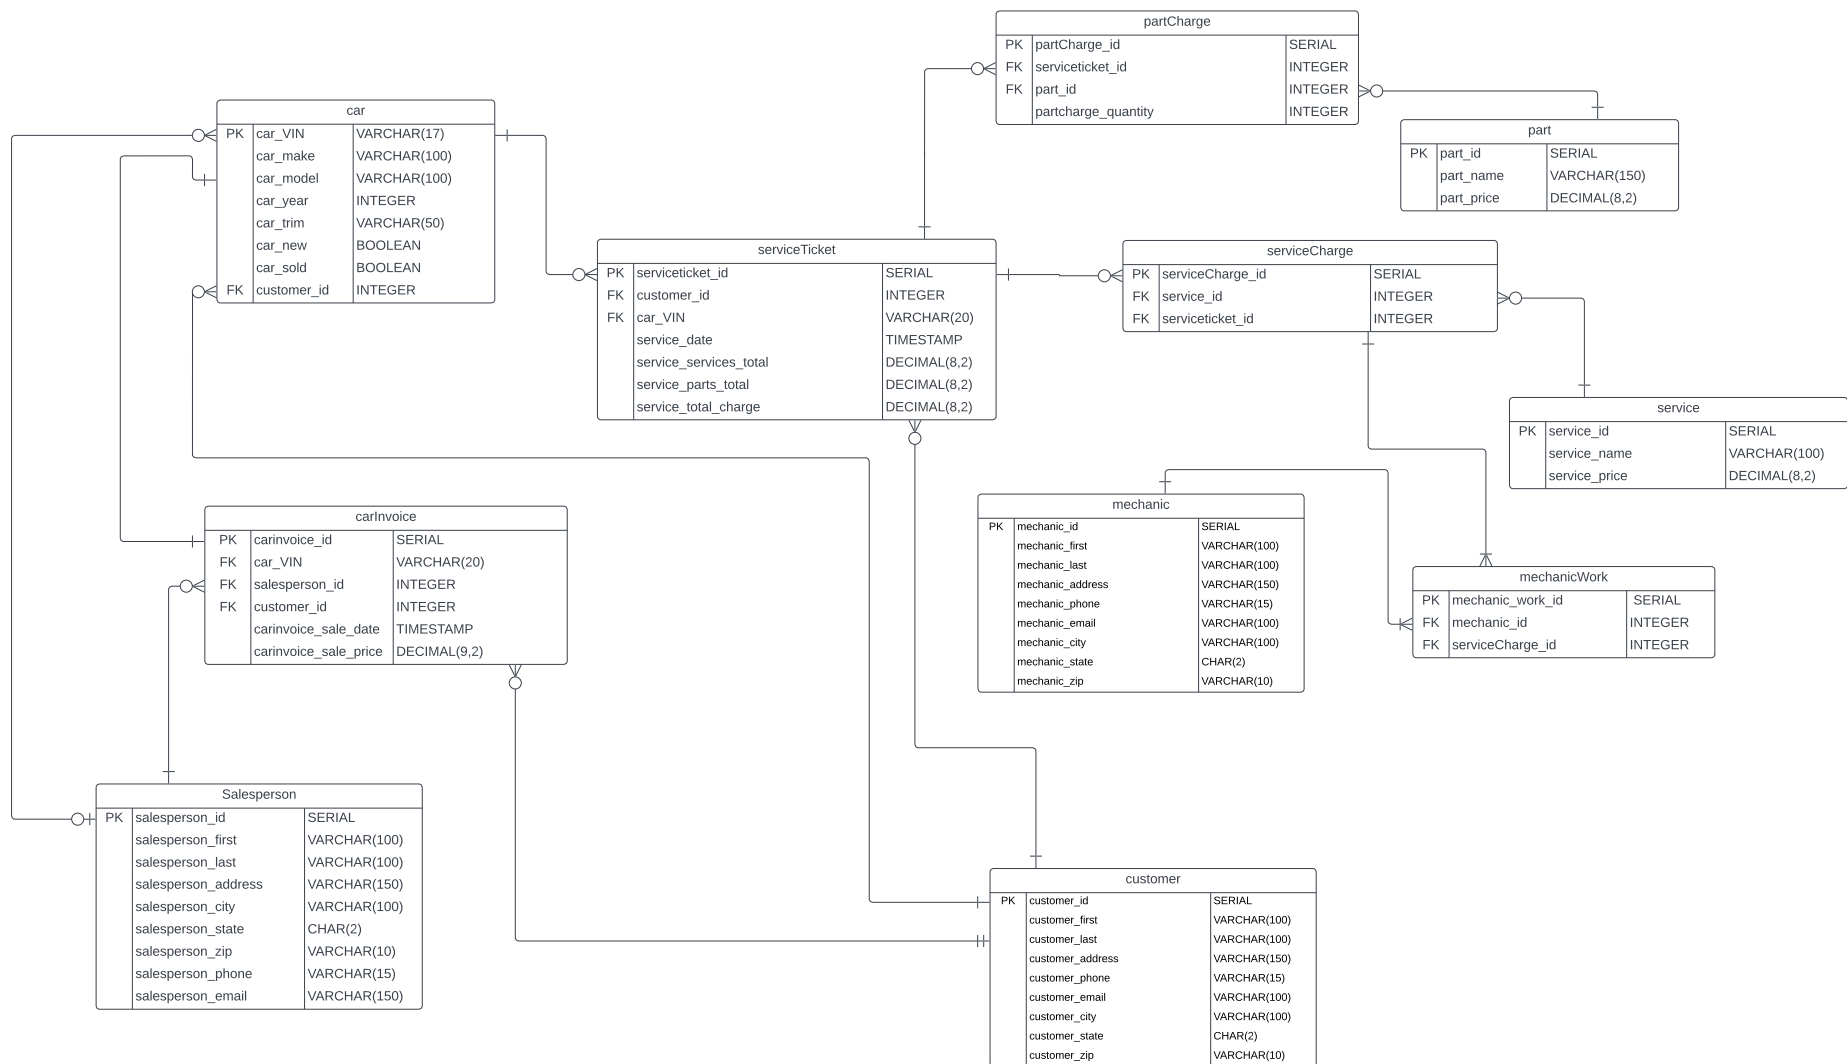 partCharge
PK partCharge_id SERIAL
FK serviceticket_id INTEGER
FK part_id INTEGER
partcharge_quantity INTEGER
car
PK car_VIN VARCHAR(17)
car_make VARCHAR(100)
car_model VARCHAR(100)
car_year INTEGER
car_trim VARCHAR(50)
car_new BOOLEAN
car_sold BOOLEAN
FK customer_id INTEGER
part
PK part_id SERIAL
part_name VARCHAR(150)
part_price DECIMAL(8,2)
serviceTicket
PK serviceticket_id SERIAL
FK customer_id INTEGER
FK car_VIN VARCHAR(20)
service_date TIMESTAMP
service_services_total DECIMAL(8,2)
service_parts_total DECIMAL(8,2)
service_total_charge DECIMAL(8,2)
serviceCharge
PK serviceCharge_id SERIAL
FK service_id INTEGER
FK serviceticket_id INTEGER
service
PK service_id SERIAL
service_name VARCHAR(100)
service_price DECIMAL(8,2)
carInvoice
PK carinvoice_id SERIAL
FK car_VIN VARCHAR(20)
FK salesperson_id INTEGER
FK customer_id INTEGER
carinvoice_sale_date TIMESTAMP
carinvoice_sale_price DECIMAL(9,2)
mechanic
PK mechanic_id SERIAL
mechanic_first VARCHAR(100)
mechanic_last VARCHAR(100)
mechanic_address VARCHAR(150)
mechanic_phone VARCHAR(15)
mechanic_email VARCHAR(100)
mechanic_city VARCHAR(100)
mechanic_state CHAR(2)
mechanic_zip VARCHAR(10)
mechanicWork
PK mechanic_work_id SERIAL
FK mechanic_id INTEGER
FK serviceCharge_id INTEGER
Salesperson
PK salesperson_id SERIAL
salesperson_first VARCHAR(100)
salesperson_last VARCHAR(100)
salesperson_address VARCHAR(150)
salesperson_city VARCHAR(100)
salesperson_state CHAR(2)
salesperson_zip VARCHAR(10)
salesperson_phone VARCHAR(15)
salesperson_email VARCHAR(150)
customer
PK customer_id SERIAL
customer_first VARCHAR(100)
customer_last VARCHAR(100)
customer_address VARCHAR(150)
customer_phone VARCHAR(15)
customer_email VARCHAR(100)
customer_city VARCHAR(100)
customer_state CHAR(2)
customer_zip VARCHAR(10)